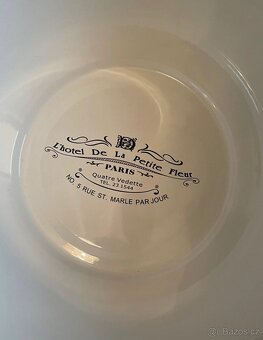 L'hotel De La Petite Fleur
PARIS
Quatre Vedette
TEL. 23 1544
NO 5 RUE ST. MARLE PAR JOUR
© Bazos.cz